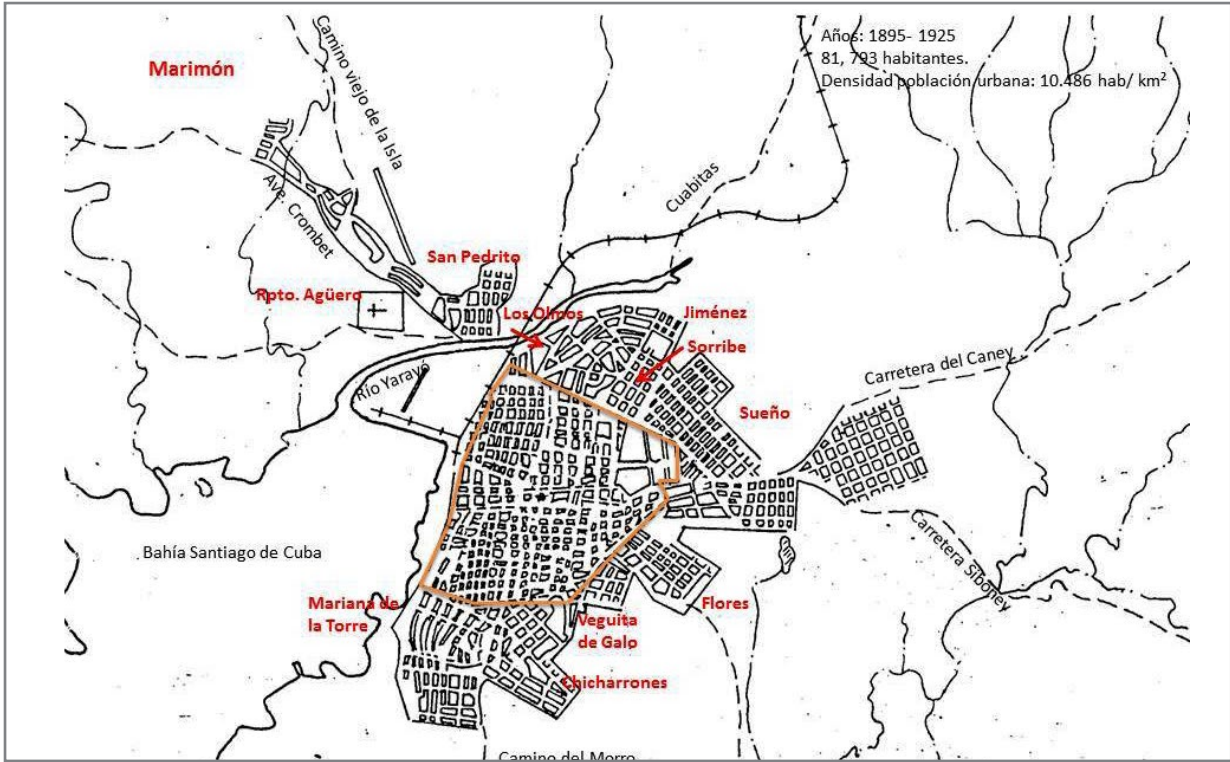 Años: 1895- 1925
81, 793 habitantes.
Densidad población urbana: 10.486 hab/ km²
Marimón
Camino viejo de la Isla
Ave. Crombet
Cuabitas
San Pedrito
Rpto. Agüero
Los Olmos
Jiménez
Sorribe
Río Yarayó
Carretera del Caney
Sueño
Carretera Siboney
Bahía Santiago de Cuba
Mariana de
la Torre
Flores
Veguita
de Galo
Chicharrones
Camino del Morro